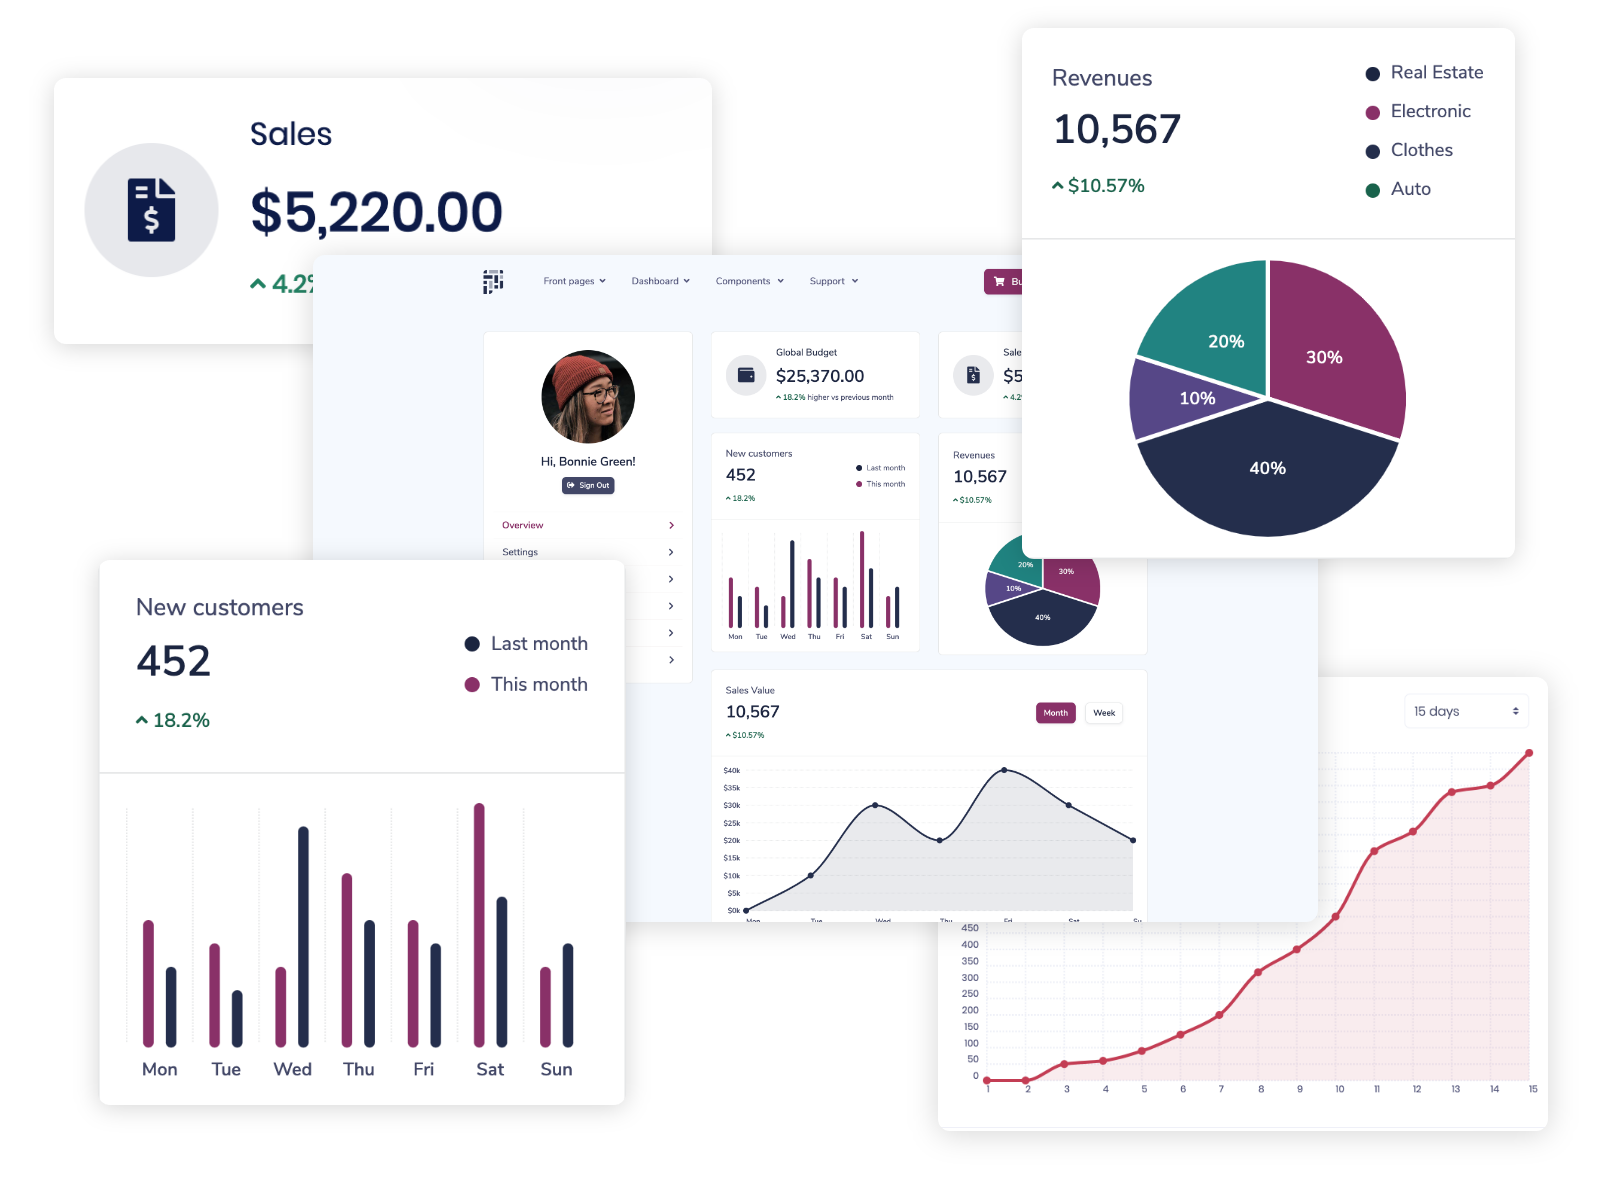 Sales
$5,220.00
4.2%
Revenues
10,567
$10.57%
Real Estate
Electronic
Clothes
Auto
20%
30%
10%
40%
Front pages
Dashboard
Components
Support
Bu
Hi, Bonnie Green!
Sign Out
Overview
Settings
Global Budget
$25,370.00
18.2% higher vs previous month
Sale
$5
4.2
New customers
452
18.2%
Last month
This month
Mon Tue Wed Thu Fri Sat Sun
Revenues
10,567
$10.57%
20%
30%
10%
40%
Sales Value
10,567
$10.57%
Month
Week
$40k
$35k
$30k
$25k
$20k
$15k
$10k
$5k
$0k
Mon Tue Wed Thu Fri Sat Su
New customers
452
18.2%
Last month
This month
Mon Tue Wed Thu Fri Sat Sun
15 days
450
400
350
300
250
200
150
100
50
0
1 2 3 4 5 6 7 8 9 10 11 12 13 14 15